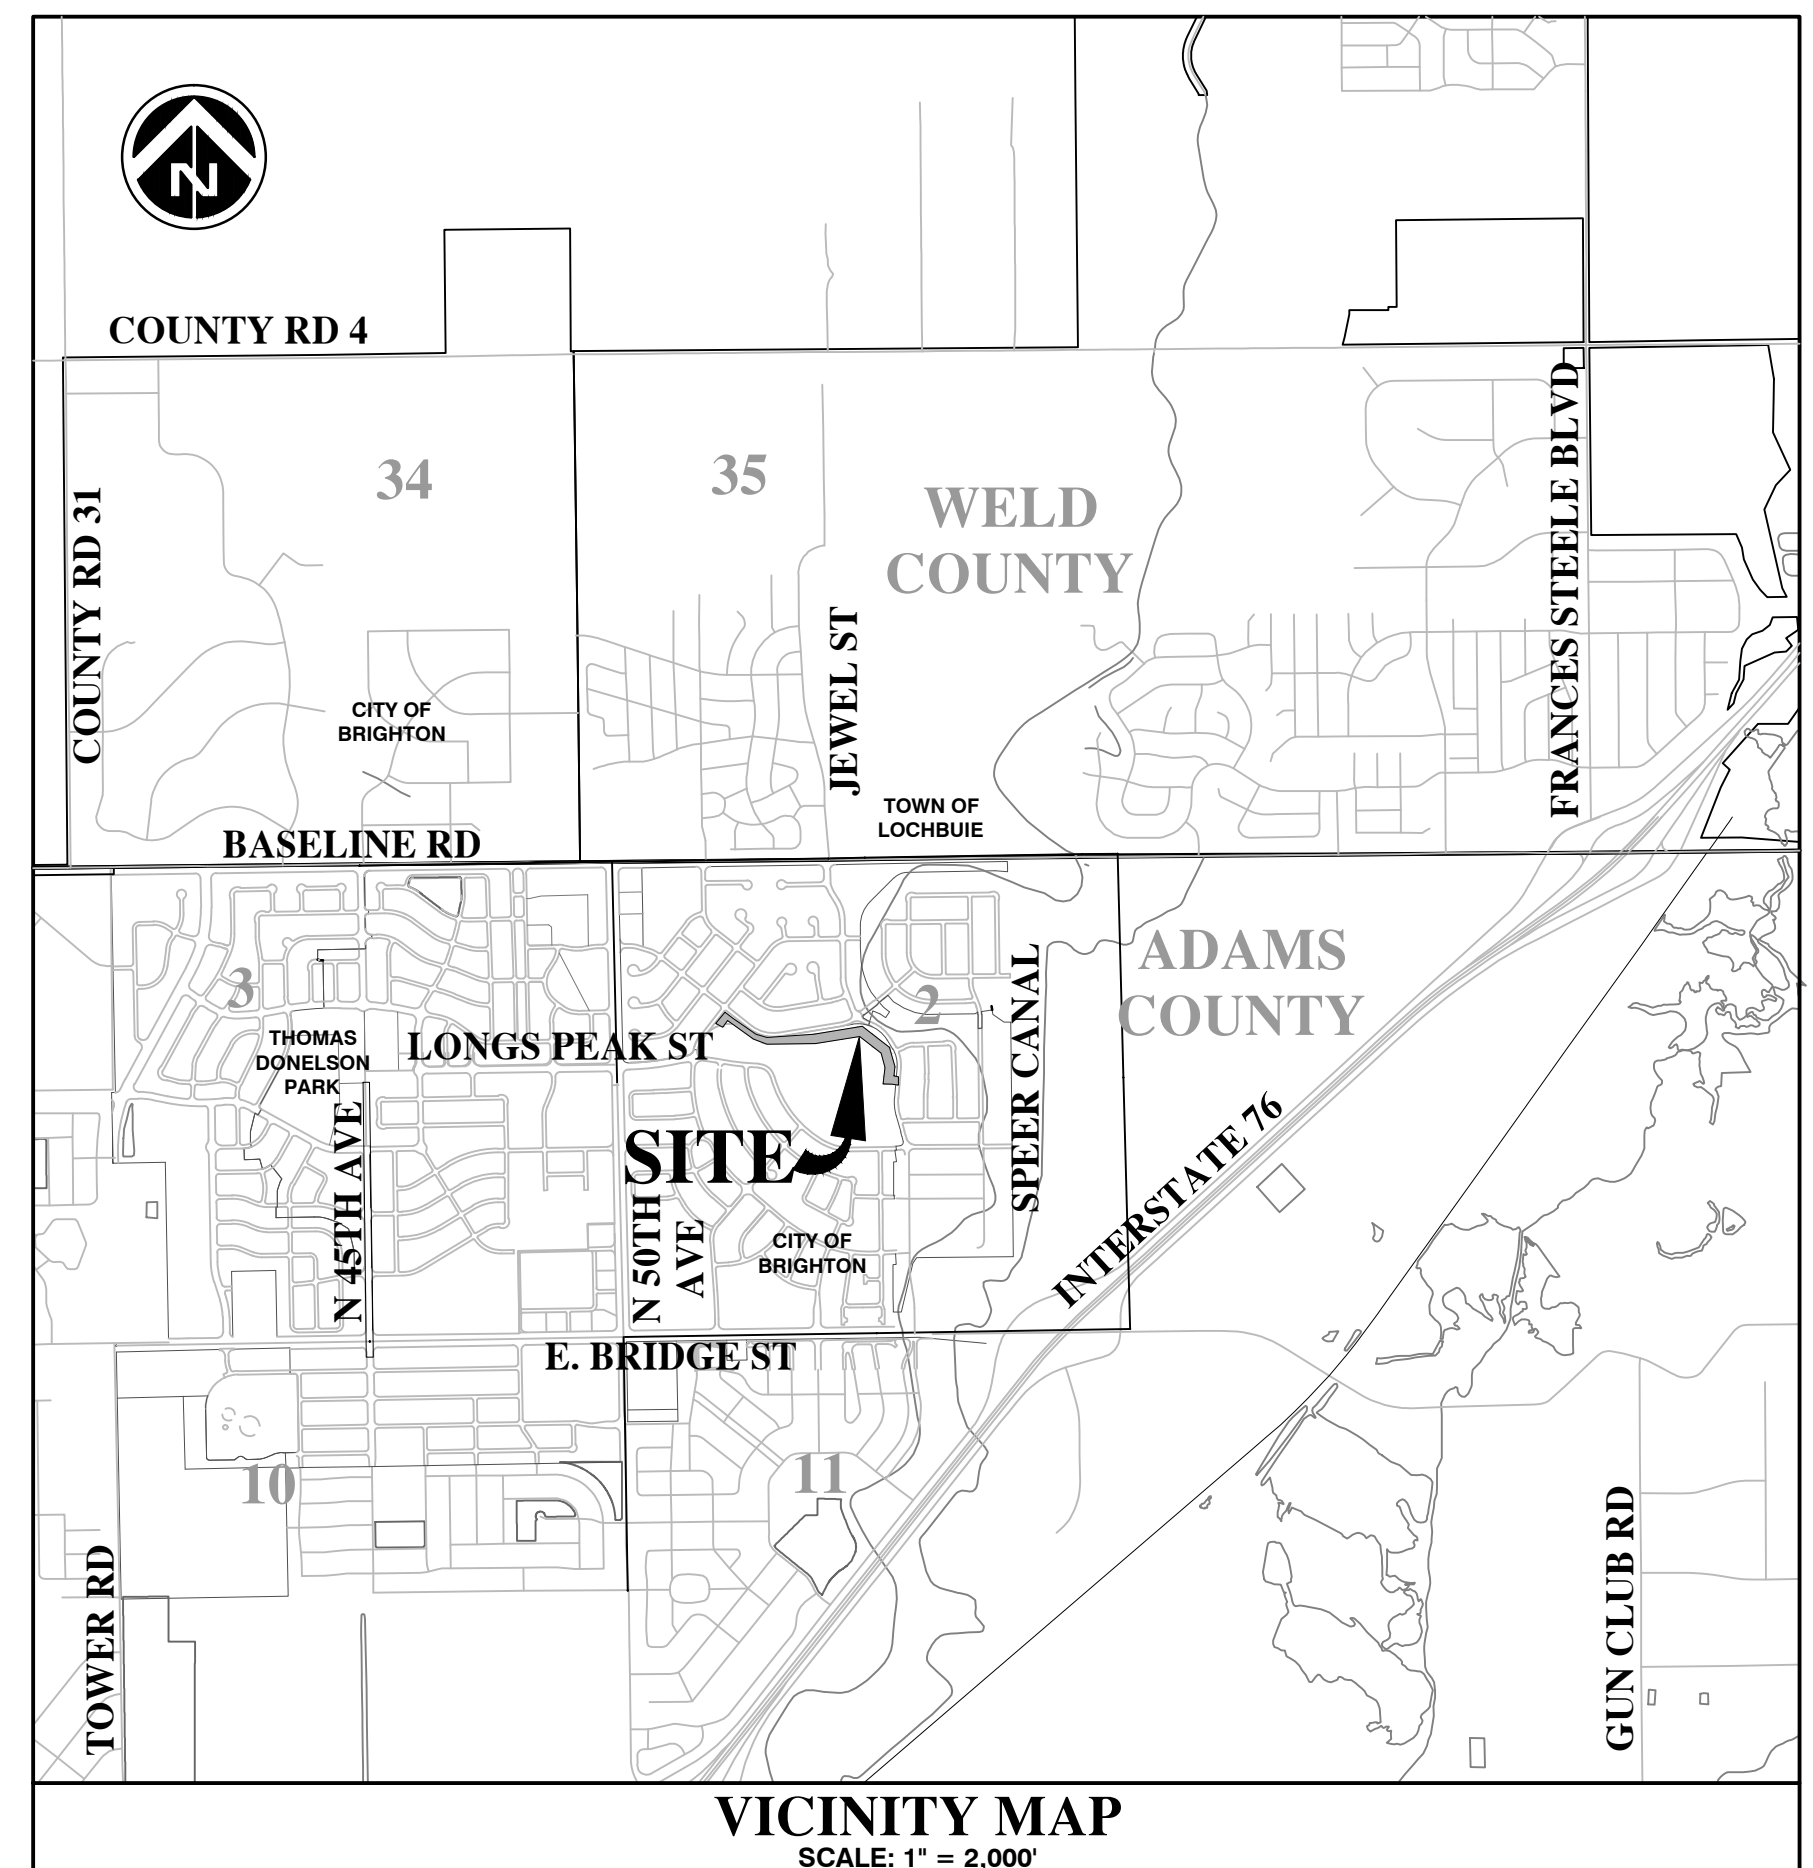 N
COUNTY RD 4
34
35
WELD
COUNTY
COUNTY RD 31
FRANCES STEELE BLVD
JEWEL ST
CITY OF
BRIGHTON
TOWN OF
LOCHBUIE
BASELINE RD
3
2
ADAMS
COUNTY
SPEER CANAL
THOMAS
DONELSON
PARK
LONGS PEAK ST
N 45TH AVE
SITE
N 50TH
AVE
CITY OF
BRIGHTON
INTERSTATE 76
E. BRIDGE ST
10
11
TOWER RD
GUN CLUB RD
VICINITY MAP
SCALE: 1" = 2,000'